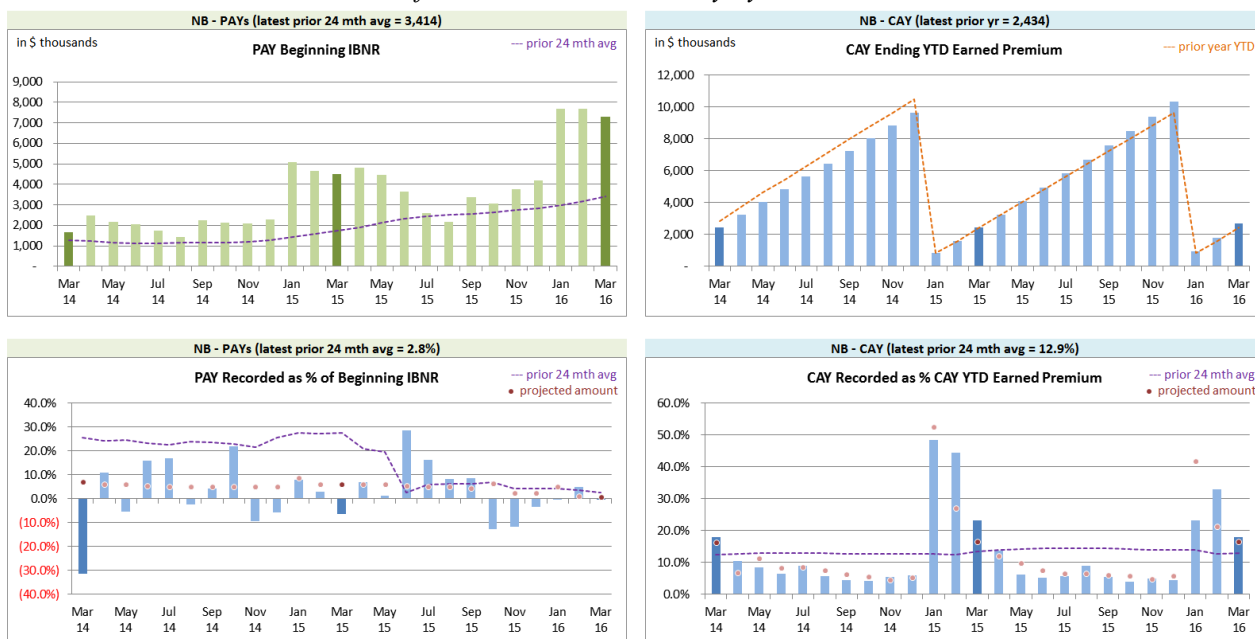 NB - PAYs (latest prior 24 mth avg = 3,414)
in $ thousands
PAY Beginning IBNR
--- prior 24 mth avg
9,000
8,000
7,000
6,000
5,000
4,000
3,000
2,000
1,000
-
Mar 14 May 14 Jul 14 Sep 14 Nov 14 Jan 15 Mar 15 May 15 Jul 15 Sep 15 Nov 15 Jan 16 Mar 16
NB - CAY (latest prior yr = 2,434)
in $ thousands
CAY Ending YTD Earned Premium
--- prior year YTD
12,000
10,000
8,000
6,000
4,000
2,000
-
Mar 14 May 14 Jul 14 Sep 14 Nov 14 Jan 15 Mar 15 May 15 Jul 15 Sep 15 Nov 15 Jan 16 Mar 16
NB - PAYs (latest prior 24 mth avg = 2.8%)
PAY Recorded as % of Beginning IBNR
--- prior 24 mth avg
• projected amount
40.0%
30.0%
20.0%
10.0%
0.0%
(10.0%)
(20.0%)
(30.0%)
(40.0%)
Mar 14 May 14 Jul 14 Sep 14 Nov 14 Jan 15 Mar 15 May 15 Jul 15 Sep 15 Nov 15 Jan 16 Mar 16
NB - CAY (latest prior 24 mth avg = 12.9%)
CAY Recorded as % CAY YTD Earned Premium
--- prior 24 mth avg
• projected amount
60.0%
50.0%
40.0%
30.0%
20.0%
10.0%
0.0%
Mar 14 May 14 Jul 14 Sep 14 Nov 14 Jan 15 Mar 15 May 15 Jul 15 Sep 15 Nov 15 Jan 16 Mar 16